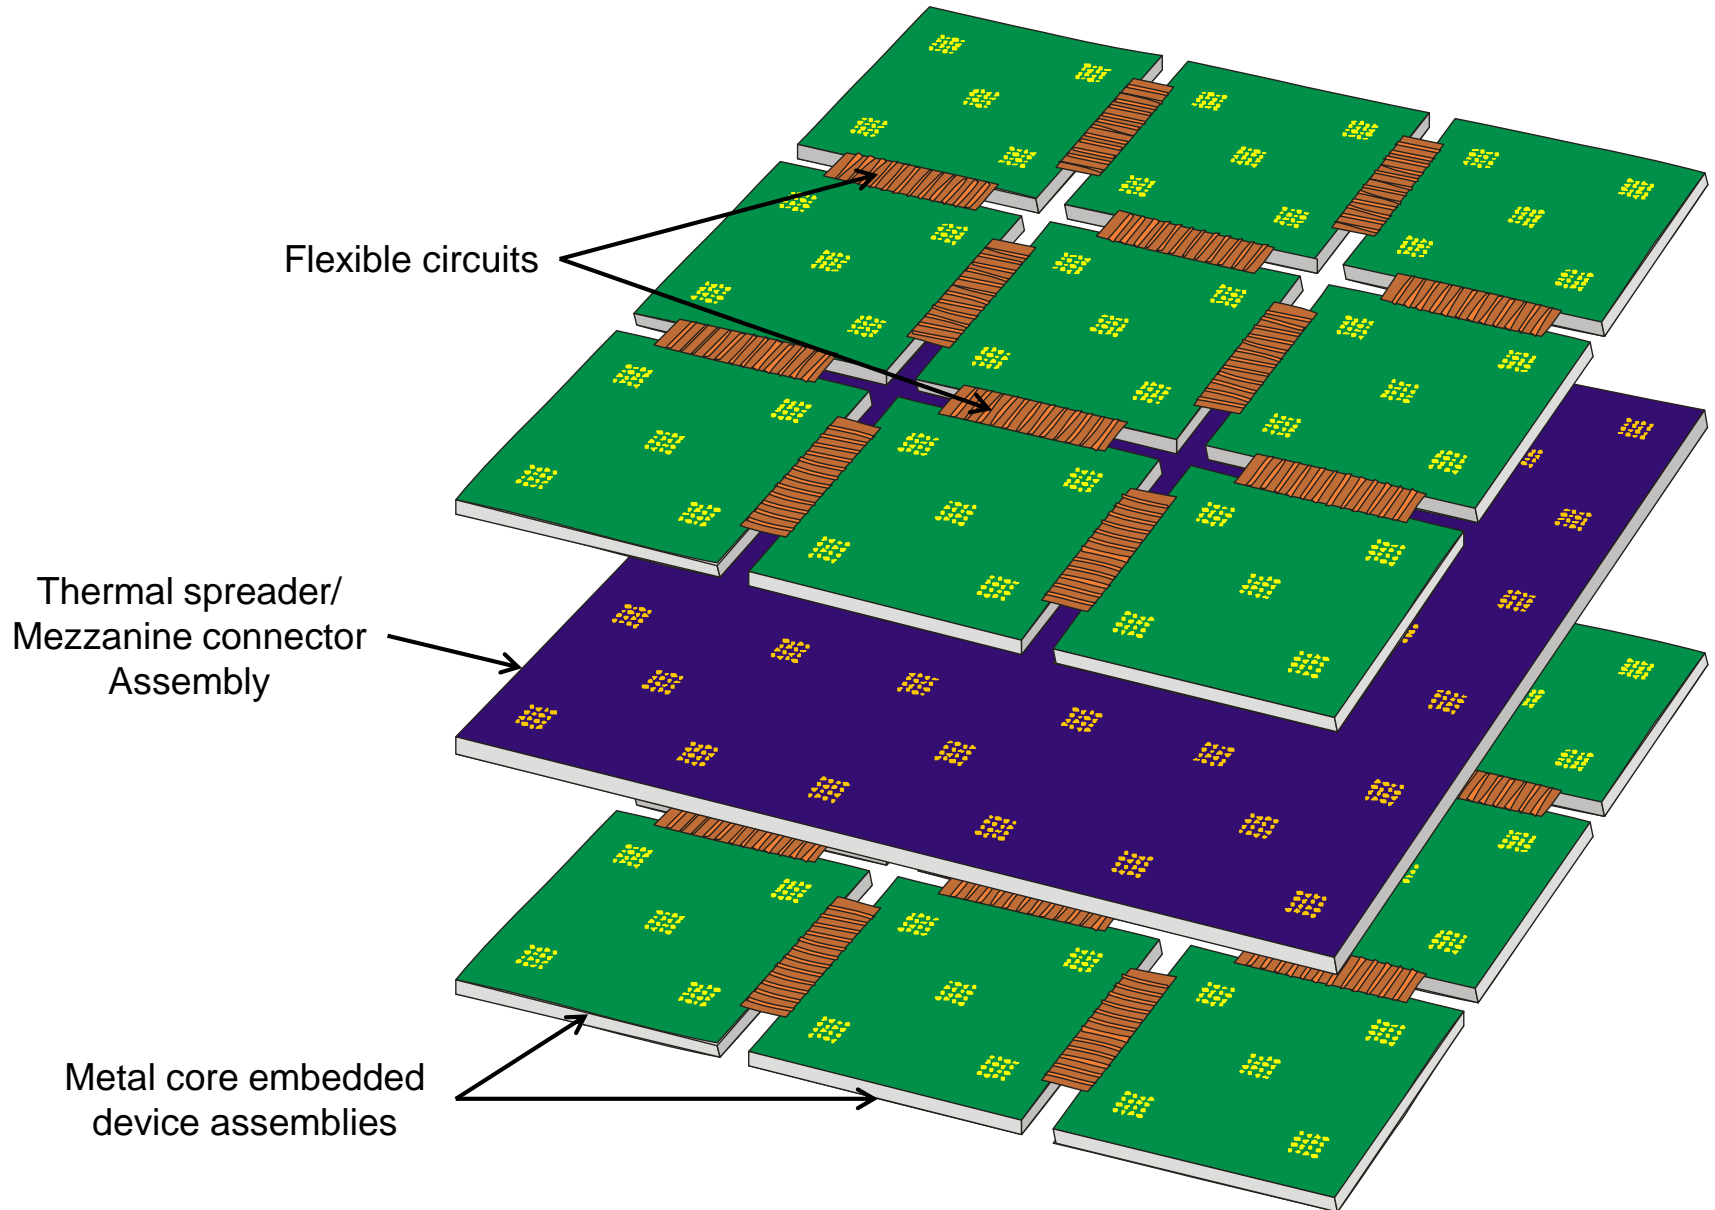 Flexible circuits
Thermal spreader/
Mezzanine connector
Assembly
Metal core embedded
device assemblies